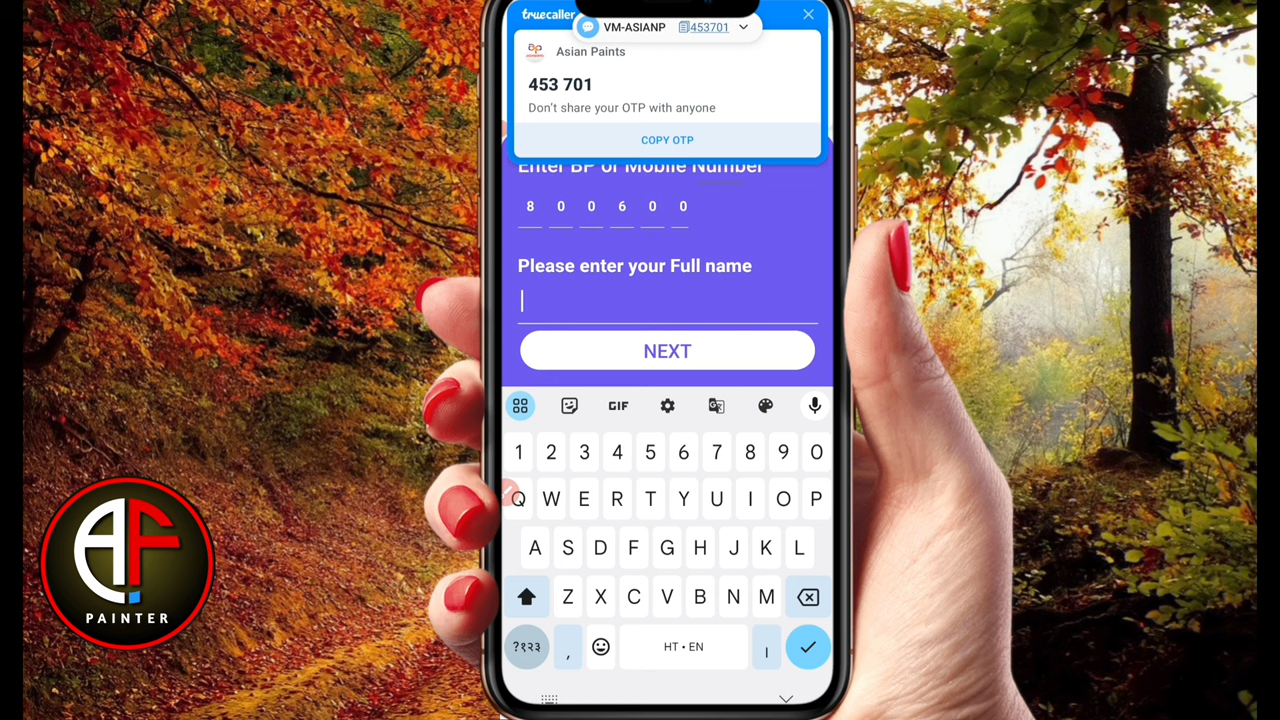 truecaller
VM-ASIANP 453701
Asian Paints
453 701
Don't share your OTP with anyone
COPY OTP
Enter BP or Mobile Number
8 0 0 6 0 0
Please enter your Full name
NEXT
GIF
1 2 3 4 5 6 7 8 9 0
Q W E R T Y U I O P
A S D F G H J K L
Z X C V B N M
?१२३ , HT • EN ।
AF
PAINTER